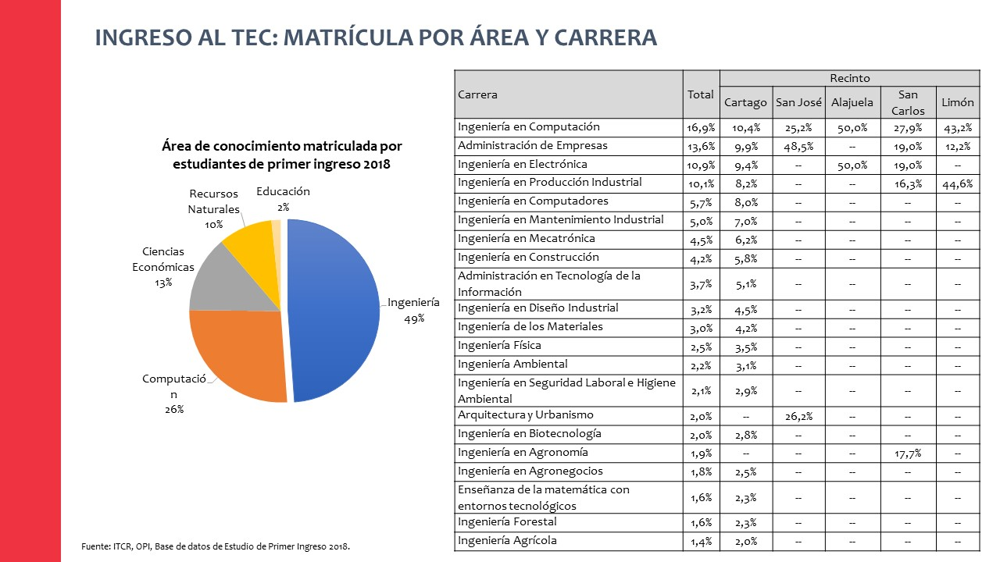 INGRESO AL TEC: MATRÍCULA POR ÁREA Y CARRERA
Área de conocimiento matriculada por
estudiantes de primer ingreso 2018
Recursos
Naturales
10%
Educación
2%
Ciencias
Económicas
13%
Ingeniería
49%
Computació
n
26%
Carrera Total Recinto
Cartago San José Alajuela San Carlos Limón
Ingeniería en Computación 16,9% 10,4% 25,2% 50,0% 27,9% 43,2%
Administración de Empresas 13,6% 9,9% 48,5% -- 19,0% 12,2%
Ingeniería en Electrónica 10,9% 9,4% -- 50,0% 19,0% --
Ingeniería en Producción Industrial 10,1% 8,2% -- -- 16,3% 44,6%
Ingeniería en Computadores 5,7% 8,0% -- -- -- --
Ingeniería en Mantenimiento Industrial 5,0% 7,0% -- -- -- --
Ingeniería en Mecatrónica 4,5% 6,2% -- -- -- --
Ingeniería en Construcción 4,2% 5,8% -- -- -- --
Administración en Tecnología de la
Información 3,7% 5,1% -- -- -- --
Ingeniería en Diseño Industrial 3,2% 4,5% -- -- -- --
Ingeniería de los Materiales 3,0% 4,2% -- -- -- --
Ingeniería Física 2,5% 3,5% -- -- -- --
Ingeniería Ambiental 2,2% 3,1% -- -- -- --
Ingeniería en Seguridad Laboral e Higiene
Ambiental 2,1% 2,9% -- -- -- --
Arquitectura y Urbanismo 2,0% -- 26,2% -- -- --
Ingeniería en Biotecnología 2,0% 2,8% -- -- -- --
Ingeniería en Agronomía 1,9% -- -- -- 17,7% --
Ingeniería en Agronegocios 1,8% 2,5% -- -- -- --
Enseñanza de la matemática con
entornos tecnológicos 1,6% 2,3% -- -- -- --
Ingeniería Forestal 1,6% 2,3% -- -- -- --
Ingeniería Agrícola 1,4% 2,0% -- -- -- --
Fuente: ITCR, OPI, Base de datos de Estudio de Primer Ingreso 2018.